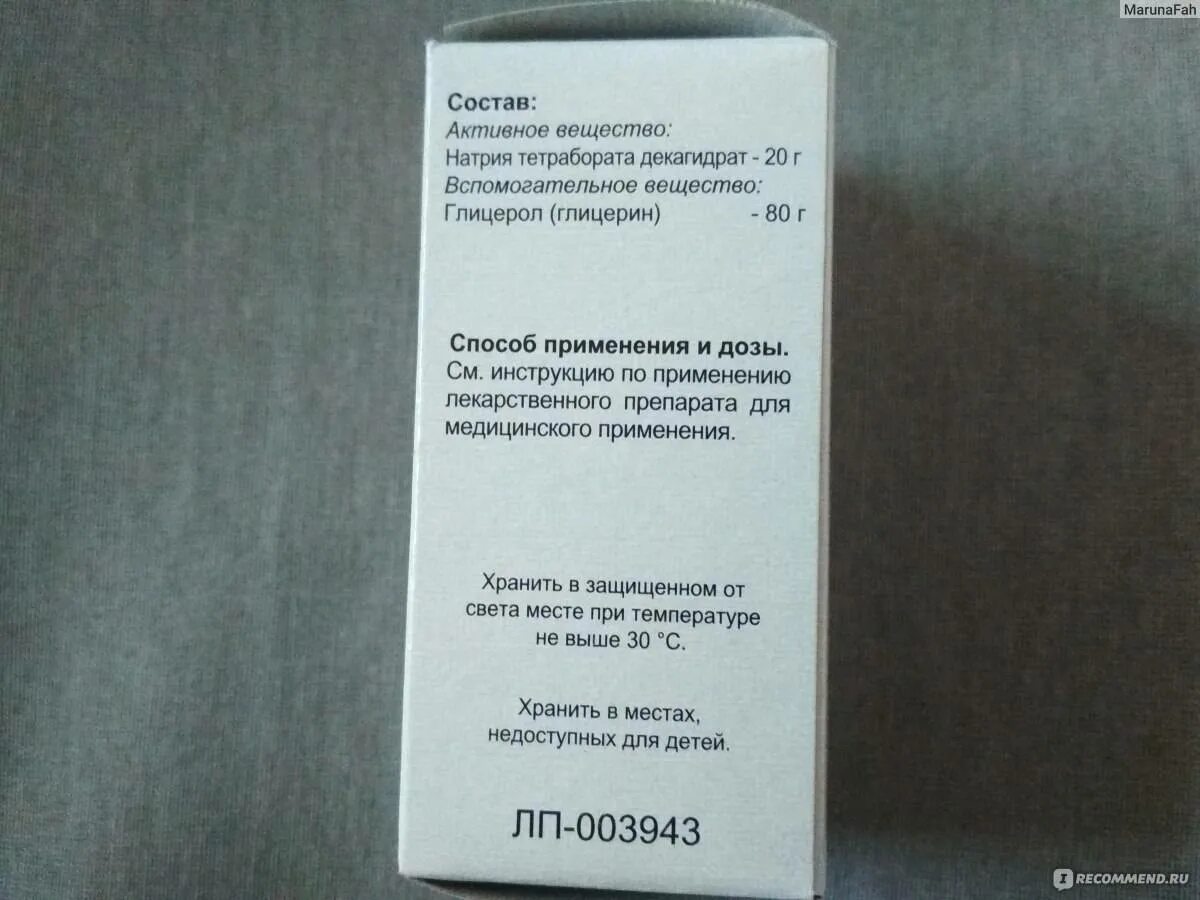 MarunaFah
Состав:
Активное вещество:
Натрия тетрабората декагидрат - 20 г
Вспомогательное вещество:
Глицерол (глицерин) - 80 г
Способ применения и дозы.
См. инструкцию по применению
лекарственного препарата для
медицинского применения.
Хранить в защищенном от
света месте при температуре
не выше 30 °С.
Хранить в местах,
недоступных для детей.
ЛП-003943
IRECOMMEND.RU